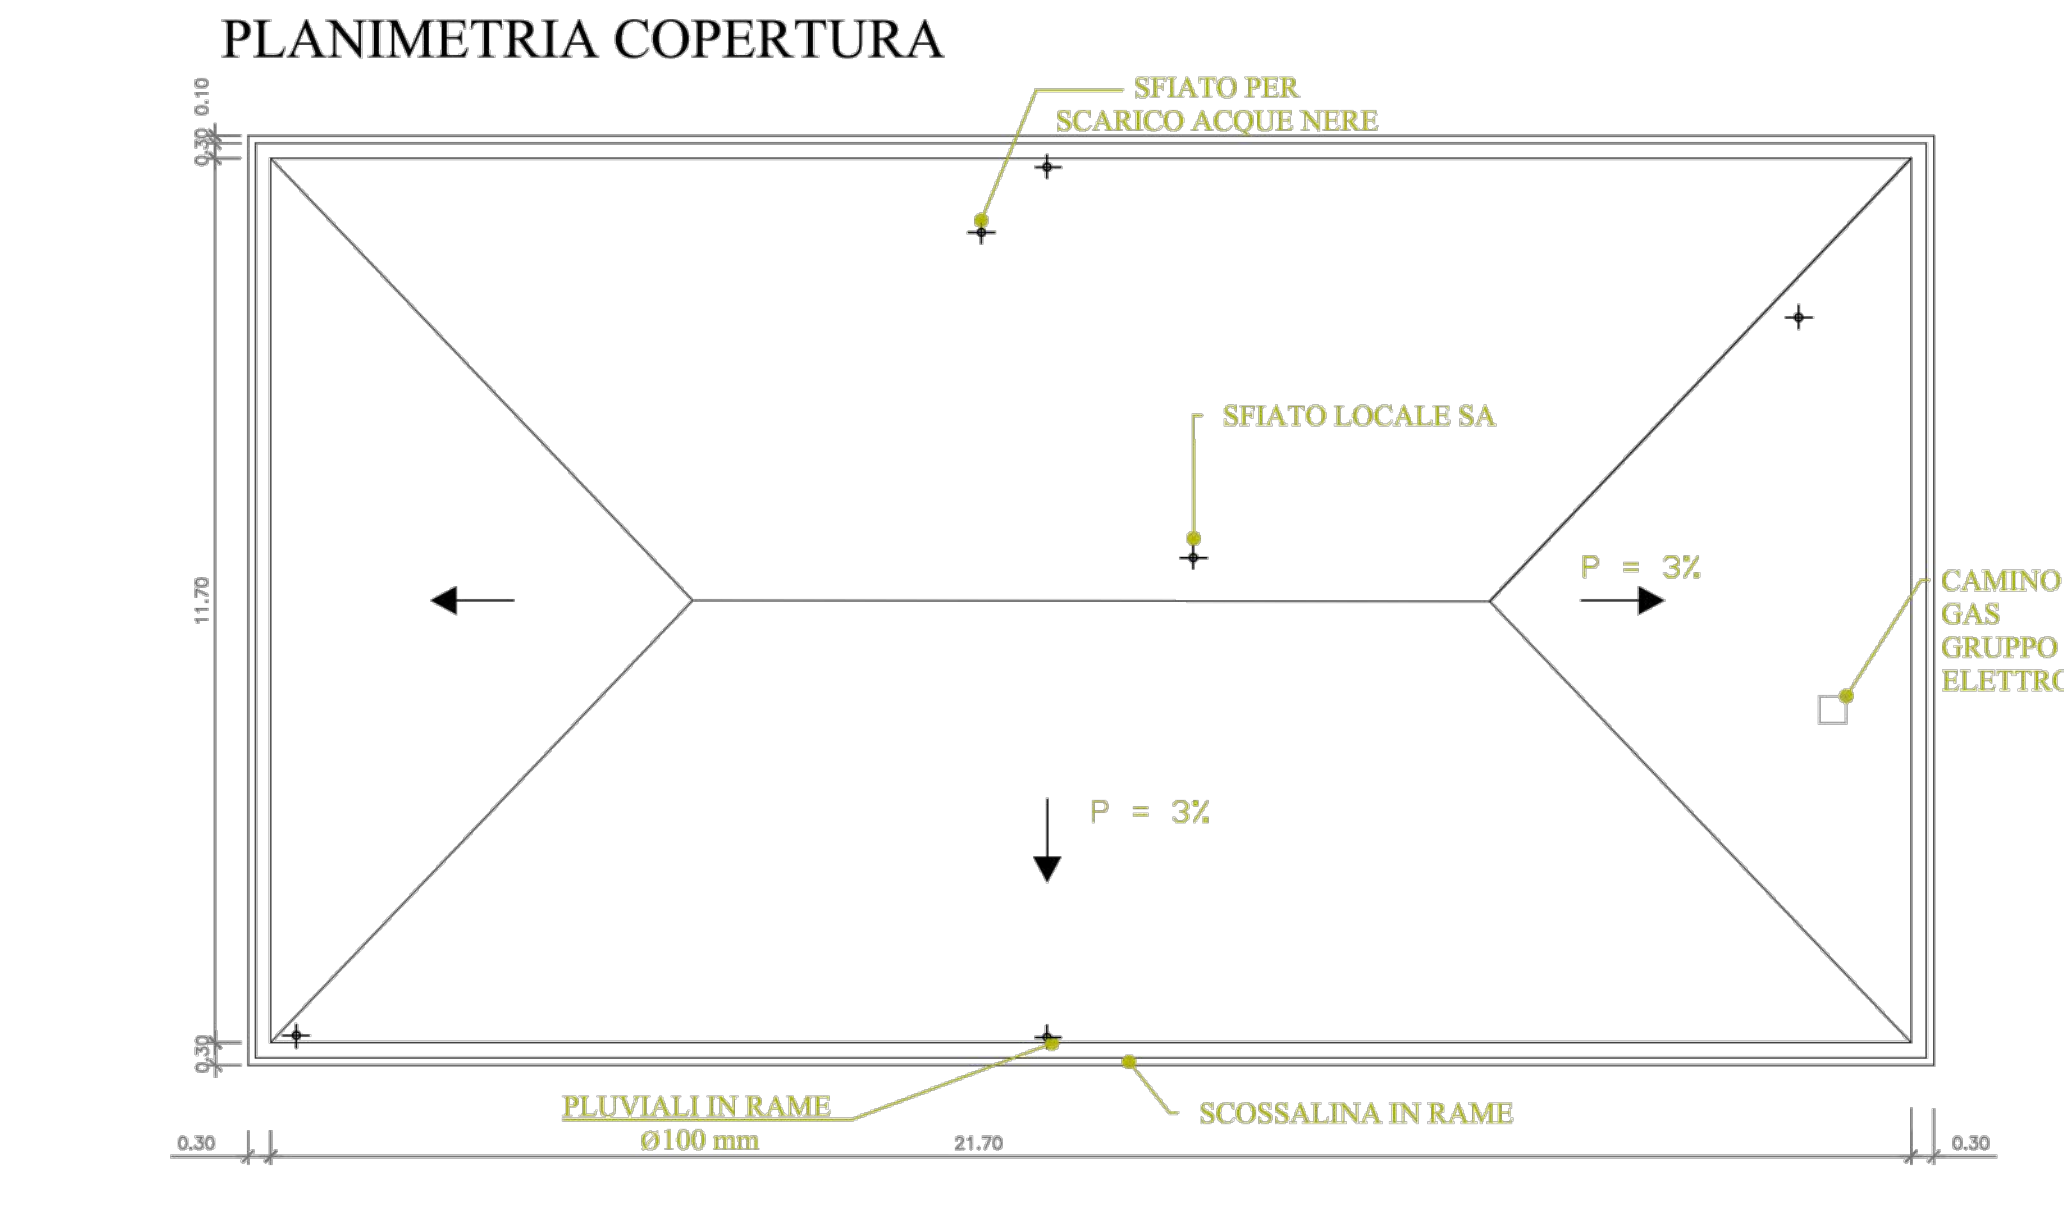 PLANIMETRIA COPERTURA
0.10
0.30
SFIATO PER
SCARICO ACQUE NERE
SFIATO LOCALE SA
P = 3%
CAMINO
GAS
GRUPPO
ELETTRO
11.70
P = 3%
0.30
PLUVIALI IN RAME
Ø100 mm
SCOSSALINA IN RAME
0.30
21.70
0.30